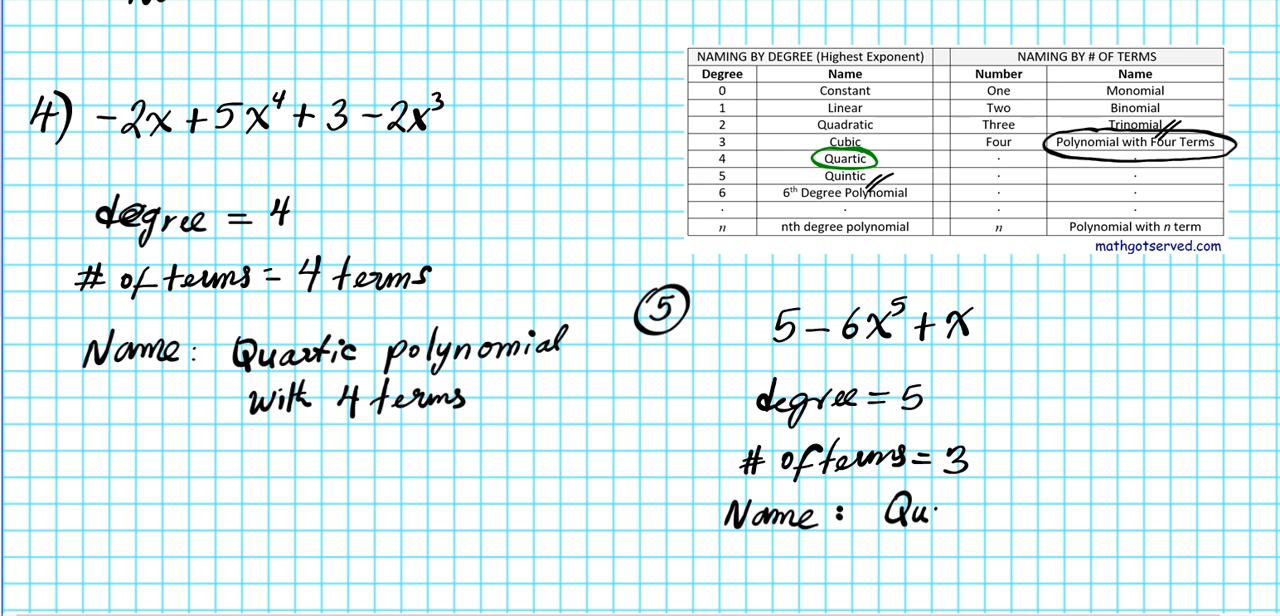 4) -2x + 5x⁴ + 3 - 2x³
degree = 4
# of terms = 4 terms
Name: Quartic polynomial
with 4 terms
NAMING BY DEGREE (Highest Exponent) NAMING BY # OF TERMS
Degree Name Number Name
0 Constant One Monomial
1 Linear Two Binomial
2 Quadratic Three Trinomial
3 Cubic Four Polynomial with Four Terms
4 Quartic . .
5 Quintic . .
6 6th Degree Polynomial . .
. . . .
n nth degree polynomial n Polynomial with n term
mathgotserved.com
5 5 - 6x⁵ + x
degree = 5
# of terms = 3
Name : Qu